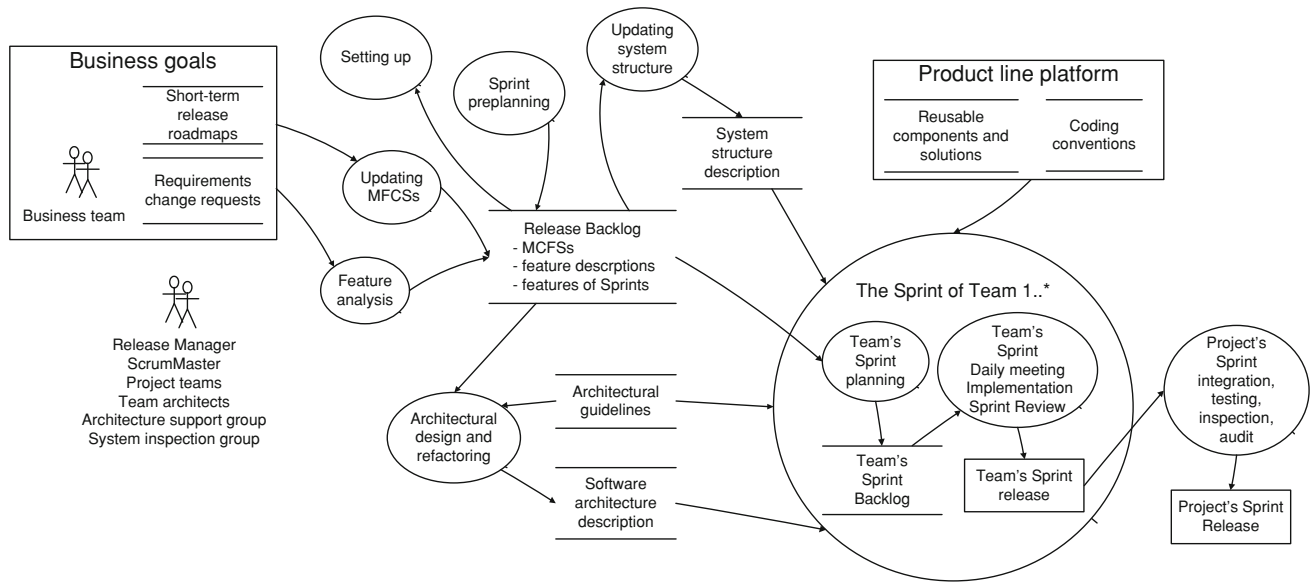 Business goals
Short-term
release
roadmaps
Requirements
change requests
Business team
Release Manager
ScrumMaster
Project teams
Team architects
Architecture support group
System inspection group
Setting up
Sprint
preplanning
Updating
system
structure
Updating
MFCSs
Feature
analysis
System
structure
description
Release Backlog
- MCFSs
- feature descrptions
- features of Sprints
Product line platform
Reusable
components and
solutions
Coding
conventions
Architectural
design and
refactoring
Architectural
guidelines
Software
architecture
description
The Sprint of Team 1..*
Team's
Sprint
planning
Team's
Sprint
Daily meeting
Implementation
Sprint Review
Team's
Sprint
Backlog
Team's Sprint
release
Project's
Sprint
integration,
testing,
inspection,
audit
Project's Sprint
Release